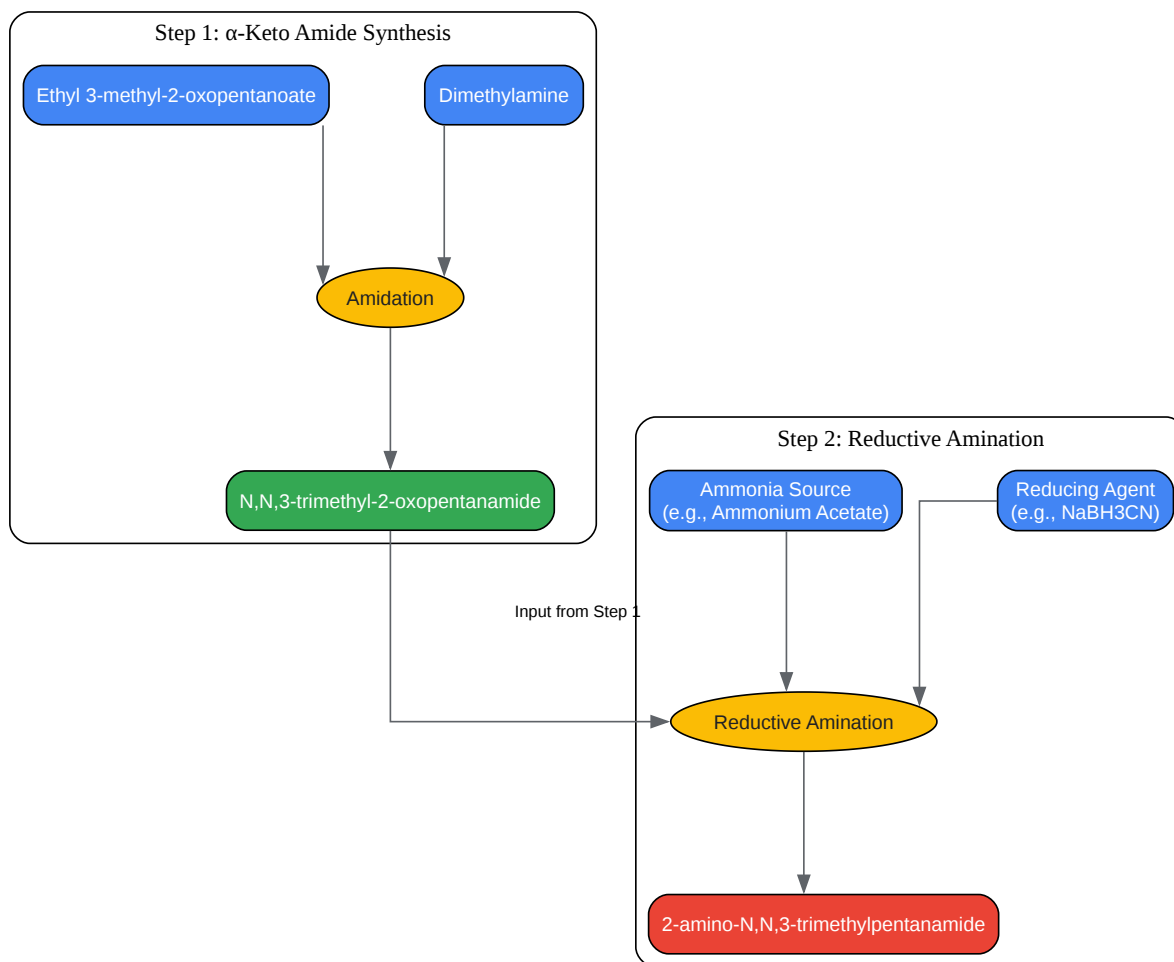 Step 1: α-Keto Amide Synthesis
Ethyl 3-methyl-2-oxopentanoate
Dimethylamine
Amidation
N,N,3-trimethyl-2-oxopentanamide
Step 2: Reductive Amination
Ammonia Source
(e.g., Ammonium Acetate)
Reducing Agent
(e.g., NaBH3CN)
Input from Step 1
Reductive Amination
2-amino-N,N,3-trimethylpentanamide